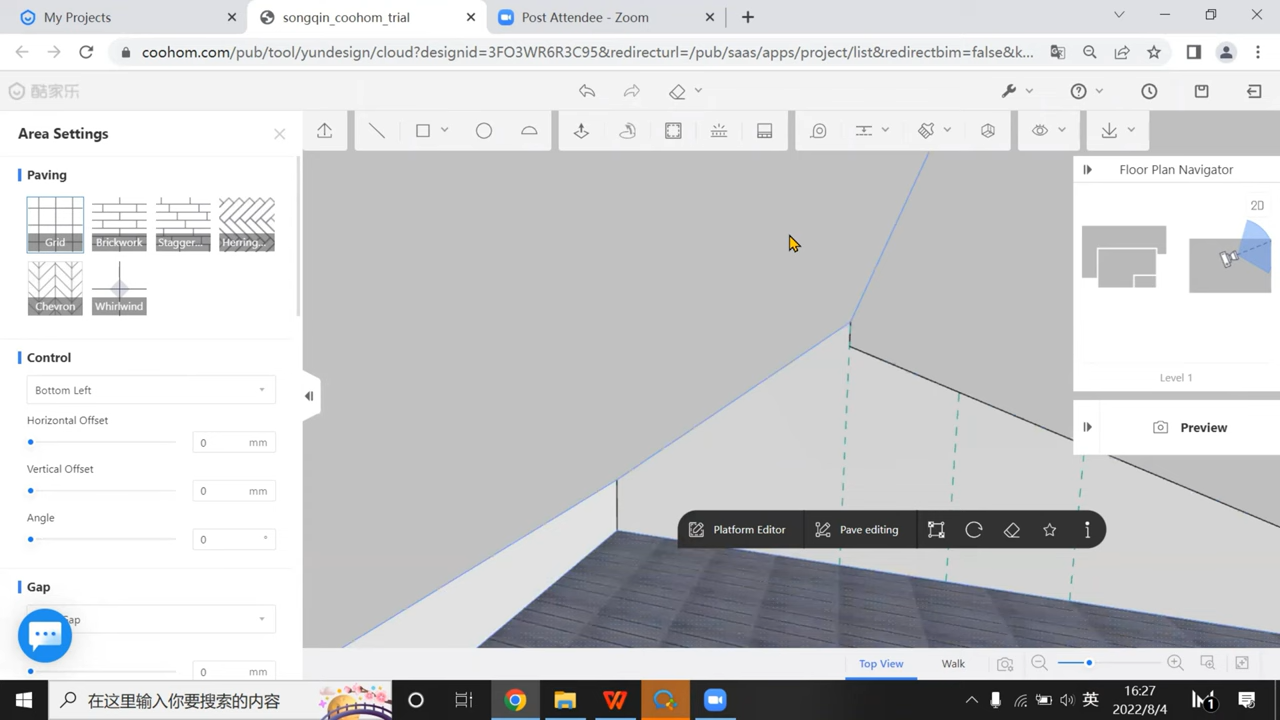 My Projects
songqin_coohom_trial
Post Attendee - Zoom
coohom.com/pub/tool/yundesign/cloud?designid=3FO3WR6R3C95&redirecturl=/pub/saas/apps/project/list&redirectbim=false&k...
酷家乐
Area Settings
Paving
Grid
Brickwork
Stagger...
Herring...
Chevron
Whirlwind
Control
Bottom Left
Horizontal Offset
0 mm
Vertical Offset
0 mm
Angle
0 °
Gap
ap
0 mm
Floor Plan Navigator
2D
Level 1
Preview
Platform Editor
Pave editing
Top View
Walk
在这里输入你要搜索的内容
英
16:27
2022/8/4
1